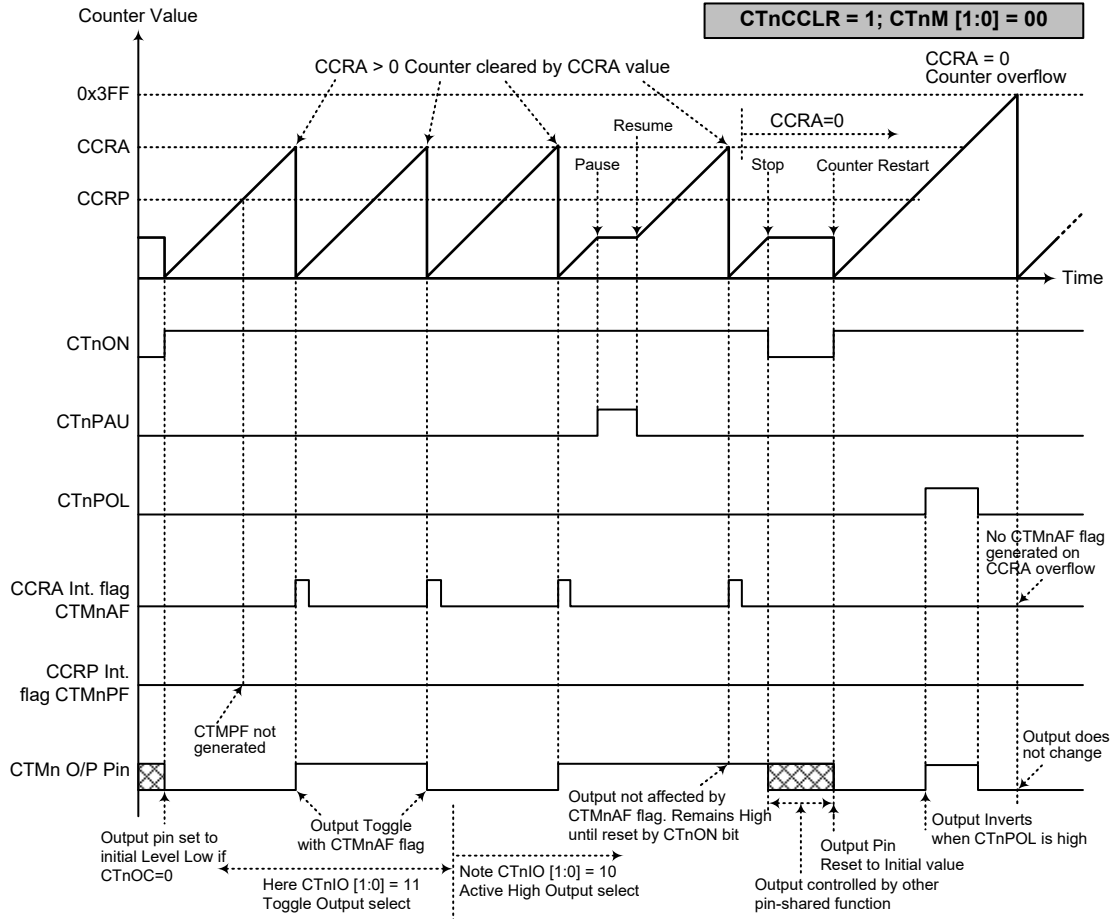 Counter Value
CTnCCLR = 1; CTnM [1:0] = 00
CCRA > 0 Counter cleared by CCRA value
CCRA = 0
Counter overflow
0x3FF
CCRA=0
Resume
CCRA
Pause
Stop
Counter Restart
CCRP
Time
CTnON
CTnPAU
CTnPOL
No CTMnAF flag
generated on
CCRA overflow
CCRA Int. flag
CTMnAF
CCRP Int.
flag CTMnPF
CTMPF not
generated
Output does
not change
CTMn O/P Pin
Output pin set to
initial Level Low if
CTnOC=0
Output Toggle
with CTMnAF flag
Output not affected by
CTMnAF flag. Remains High
until reset by CTnON bit
Output Inverts
when CTnPOL is high
Output Pin
Reset to Initial value
Here CTnIO [1:0] = 11
Toggle Output select
Note CTnIO [1:0] = 10
Active High Output select
Output controlled by other
pin-shared function